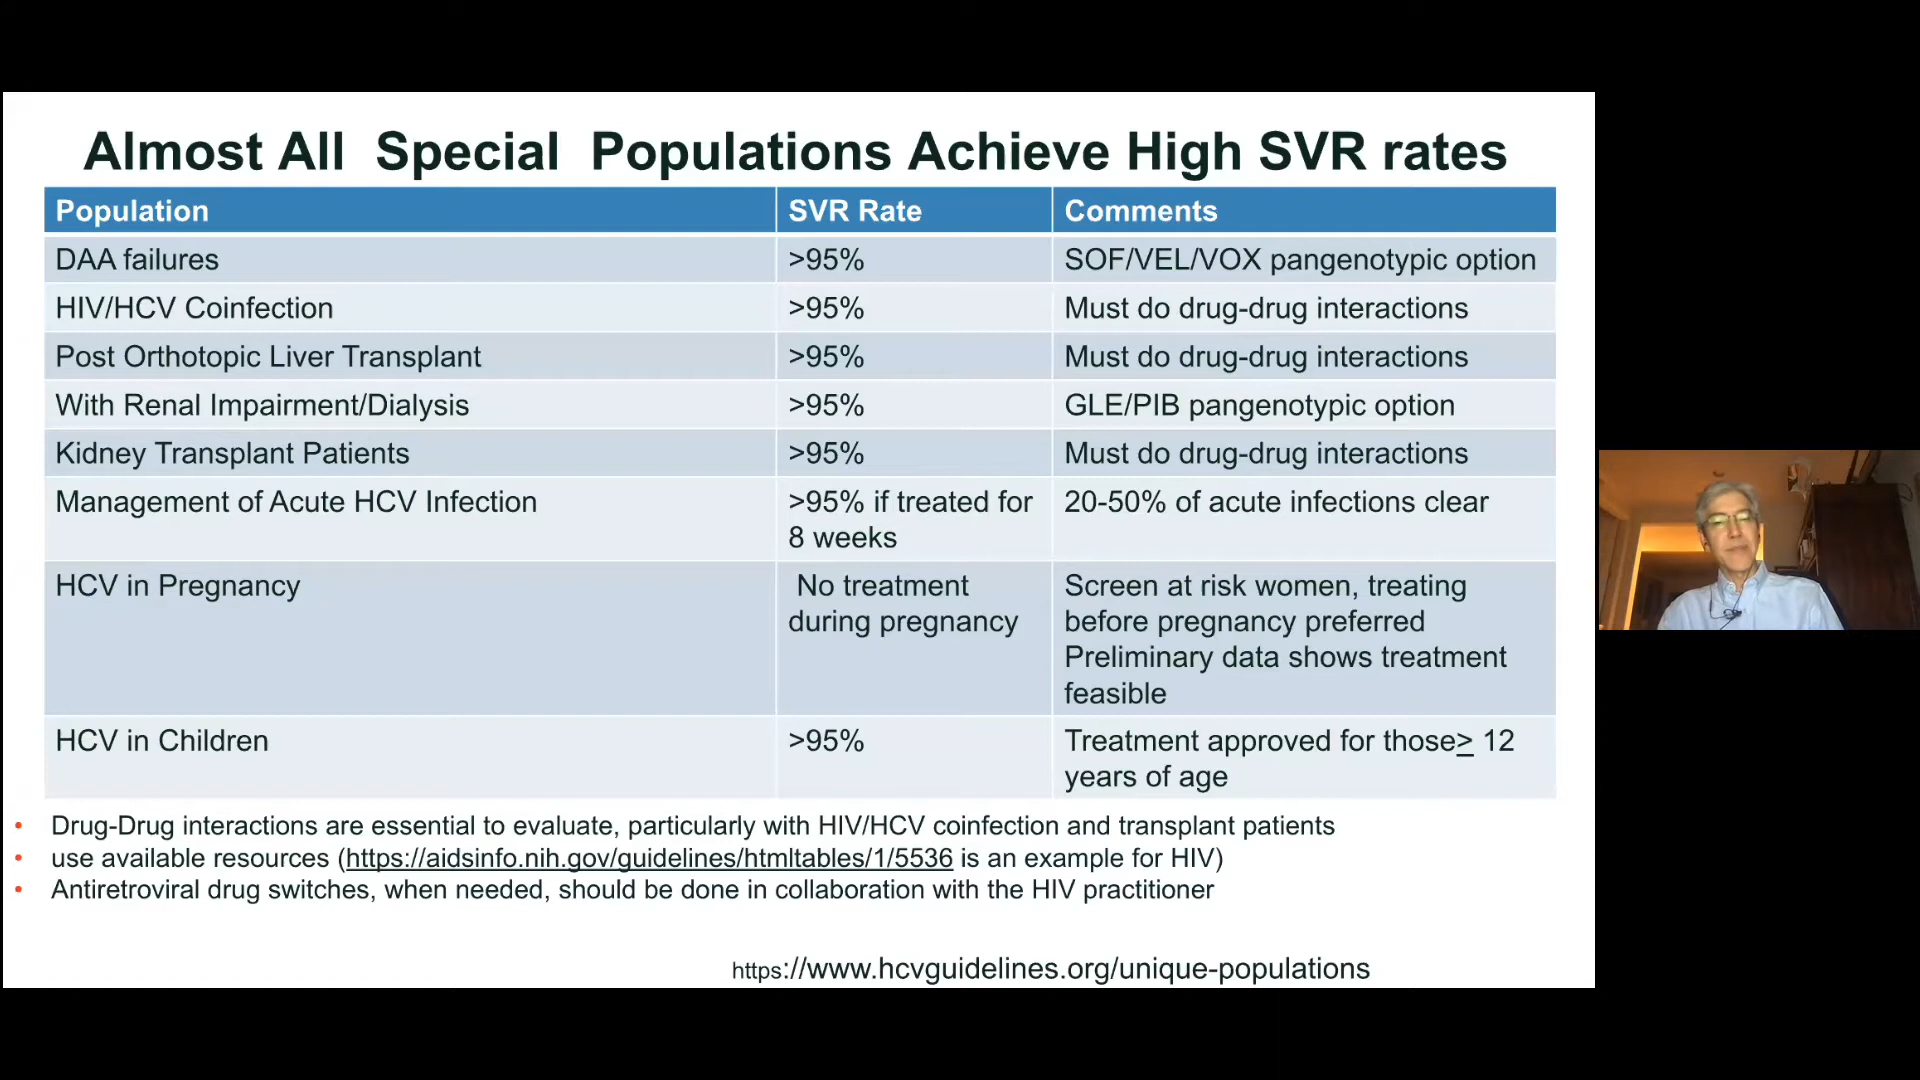 Almost All  Special  Populations Achieve High SVR rates
Population SVR Rate Comments
DAA failures >95% SOF/VEL/VOX pangenotypic option
HIV/HCV Coinfection >95% Must do drug-drug interactions
Post Orthotopic Liver Transplant >95% Must do drug-drug interactions
With Renal Impairment/Dialysis >95% GLE/PIB pangenotypic option
Kidney Transplant Patients >95% Must do drug-drug interactions
Management of Acute HCV Infection >95% if treated for 20-50% of acute infections clear
8 weeks
HCV in Pregnancy No treatment Screen at risk women, treating
during pregnancy before pregnancy preferred
Preliminary data shows treatment
feasible
HCV in Children >95% Treatment approved for those≥ 12
years of age
• Drug-Drug interactions are essential to evaluate, particularly with HIV/HCV coinfection and transplant patients
• use available resources (https://aidsinfo.nih.gov/guidelines/htmltables/1/5536 is an example for HIV)
• Antiretroviral drug switches, when needed, should be done in collaboration with the HIV practitioner
https://www.hcvguidelines.org/unique-populations